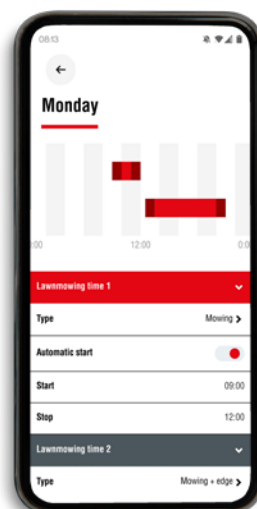 08:13
Monday
:00 12:00 0:0
Lawnmowing time 1
Type Mowing
Automatic start
Start 09:00
Stop 12:00
Lawnmowing time 2
Type Mowing + edge